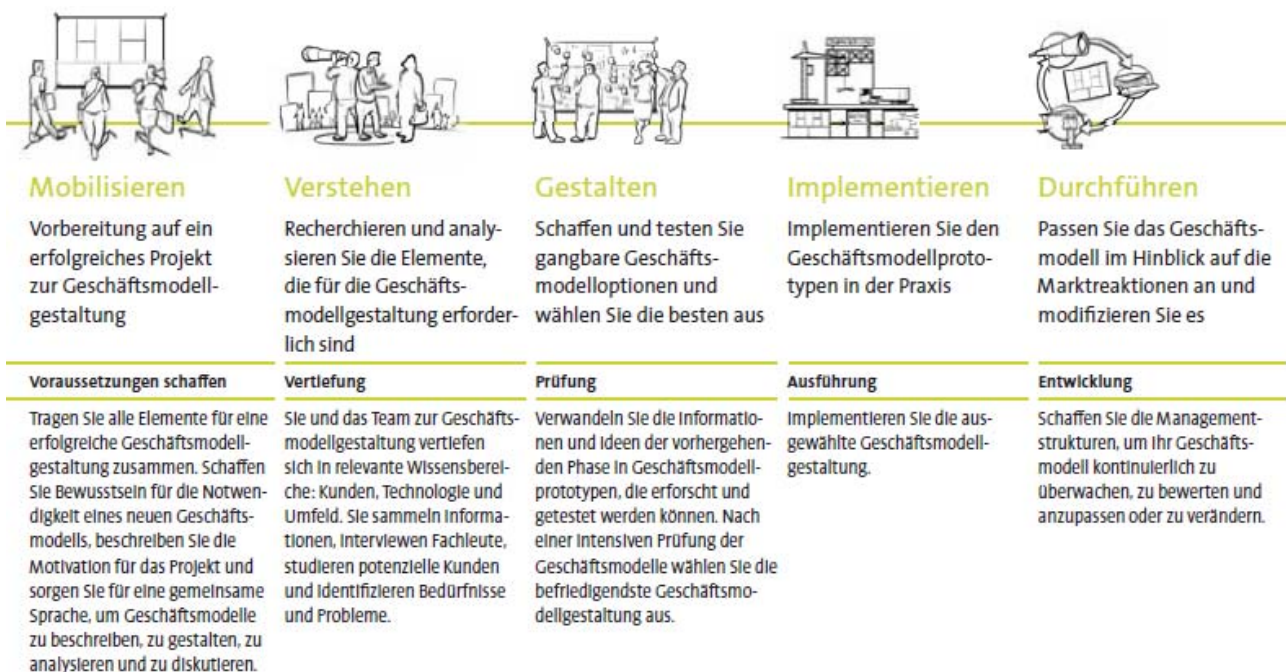 Mobilisieren
Vorbereitung auf ein
erfolgreiches Projekt
zur Geschäftsmodell-
gestaltung
Voraussetzungen schaffen
Tragen Sie alle Elemente für eine
erfolgreiche Geschäftsmodell-
gestaltung zusammen. Schaffen
Sie Bewusstsein für die Notwen-
digkeit eines neuen Geschäfts-
modells, beschreiben Sie die
Motivation für das Projekt und
sorgen Sie für eine gemeinsame
Sprache, um Geschäftsmodelle
zu beschreiben, zu gestalten, zu
analysieren und zu diskutieren.
Verstehen
Recherchieren und analy-
sieren Sie die Elemente,
die für die Geschäfts-
modellgestaltung erforder-
lich sind
Vertiefung
Sie und das Team zur Geschäfts-
modellgestaltung vertiefen
sich in relevante Wissensberei-
che: Kunden, Technologie und
Umfeld. Sie sammeln Informa-
tionen, interviewen Fachleute,
studieren potenzielle Kunden
und identifizieren Bedürfnisse
und Probleme.
Gestalten
Schaffen und testen Sie
gangbare Geschäfts-
modelloptionen und
wählen Sie die besten aus
Prüfung
Verwandeln Sie die Informatio-
nen und Ideen der vorhergehen-
den Phase in Geschäftsmodell-
prototypen, die erforscht und
getestet werden können. Nach
einer intensiven Prüfung der
Geschäftsmodelle wählen Sie die
befriedigendste Geschäftsmo-
dellgestaltung aus.
Implementieren
Implementieren Sie den
Geschäftsmodellproto-
typen in der Praxis
Ausführung
Implementieren Sie die aus-
gewählte Geschäftsmodell-
gestaltung.
Durchführen
Passen Sie das Geschäfts-
modell im Hinblick auf die
Marktreaktionen an und
modifizieren Sie es
Entwicklung
Schaffen Sie die Management-
strukturen, um Ihr Geschäfts-
modell kontinuierlich zu
überwachen, zu bewerten und
anzupassen oder zu verändern.